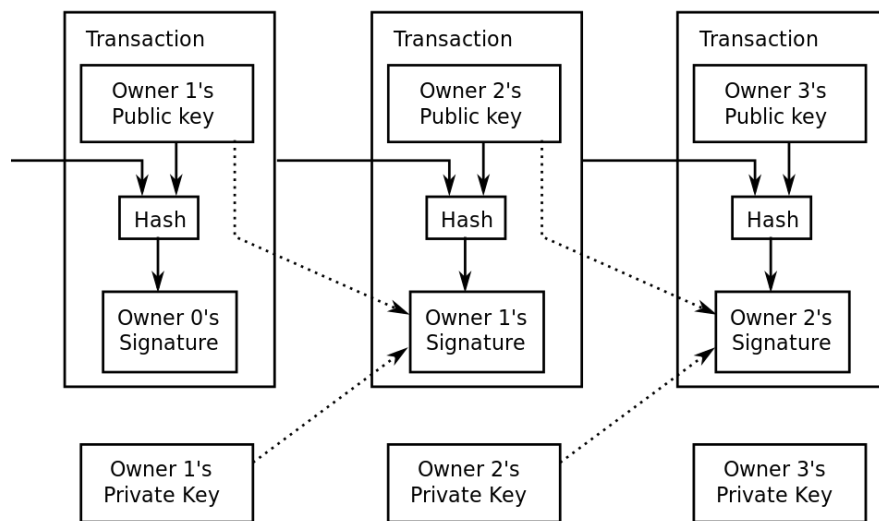 Transaction
Owner 1's
Public key
Hash
Owner 0's
Signature
Transaction
Owner 2's
Public key
Hash
Owner 1's
Signature
Transaction
Owner 3's
Public key
Hash
Owner 2's
Signature
Owner 1's
Private Key
Owner 2's
Private Key
Owner 3's
Private Key